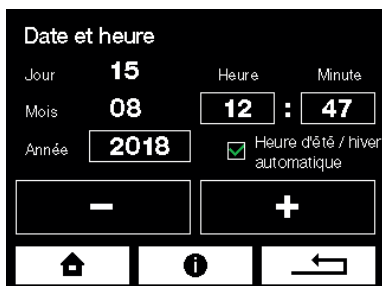 Date et heure
Jour 15 Heure Minute
Mois 08 12 : 47
Année 2018 Heure d'été / hiver
automatique
− +